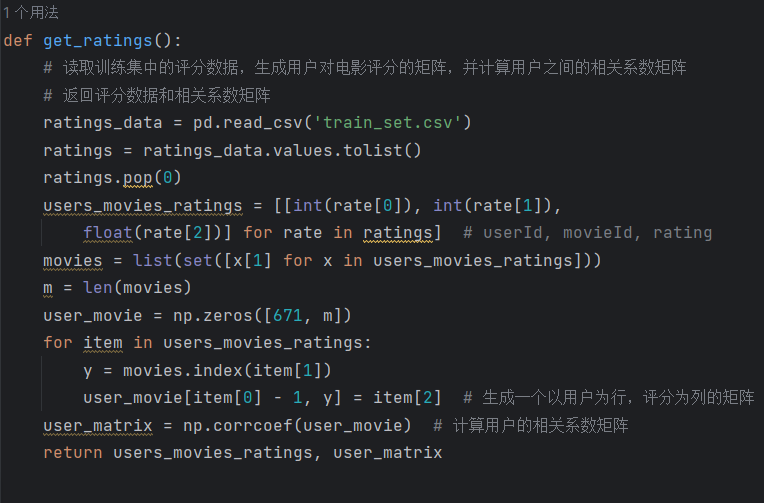 1 个用法
def get_ratings():
    # 读取训练集中的评分数据，生成用户对电影评分的矩阵，并计算用户之间的相关系数矩阵
    # 返回评分数据和相关系数矩阵
    ratings_data = pd.read_csv('train_set.csv')
    ratings = ratings_data.values.tolist()
    ratings.pop(0)
    users_movies_ratings = [[int(rate[0]), int(rate[1]),
        float(rate[2])] for rate in ratings]  # userId, movieId, rating
    movies = list(set([x[1] for x in users_movies_ratings]))
    m = len(movies)
    user_movie = np.zeros([671, m])
    for item in users_movies_ratings:
        y = movies.index(item[1])
        user_movie[item[0] - 1, y] = item[2]  # 生成一个以用户为行，评分为列的矩阵
    user_matrix = np.corrcoef(user_movie)  # 计算用户的相关系数矩阵
    return users_movies_ratings, user_matrix